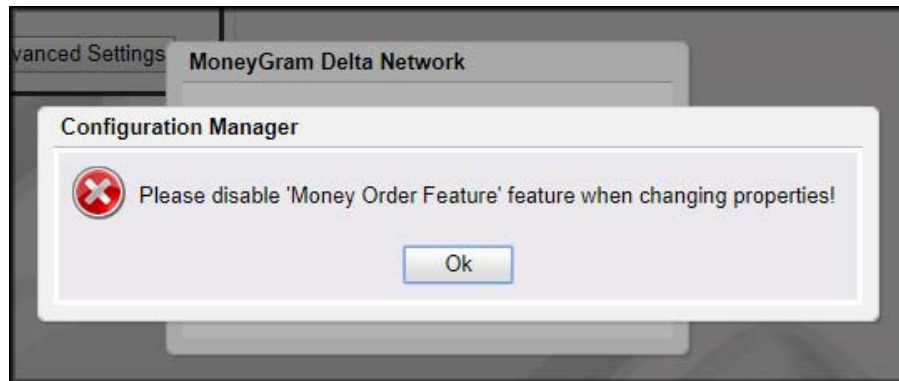 vanced Settings
MoneyGram Delta Network
Configuration Manager
Please disable 'Money Order Feature' feature when changing properties!
Ok